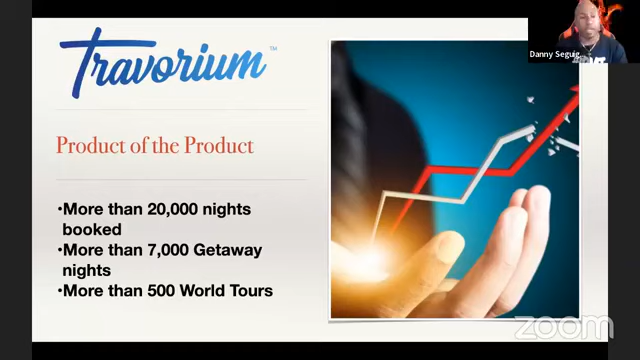 Travorium™
Danny Seguig
Product of the Product
•More than 20,000 nights
booked
•More than 7,000 Getaway
nights
•More than 500 World Tours
zoom